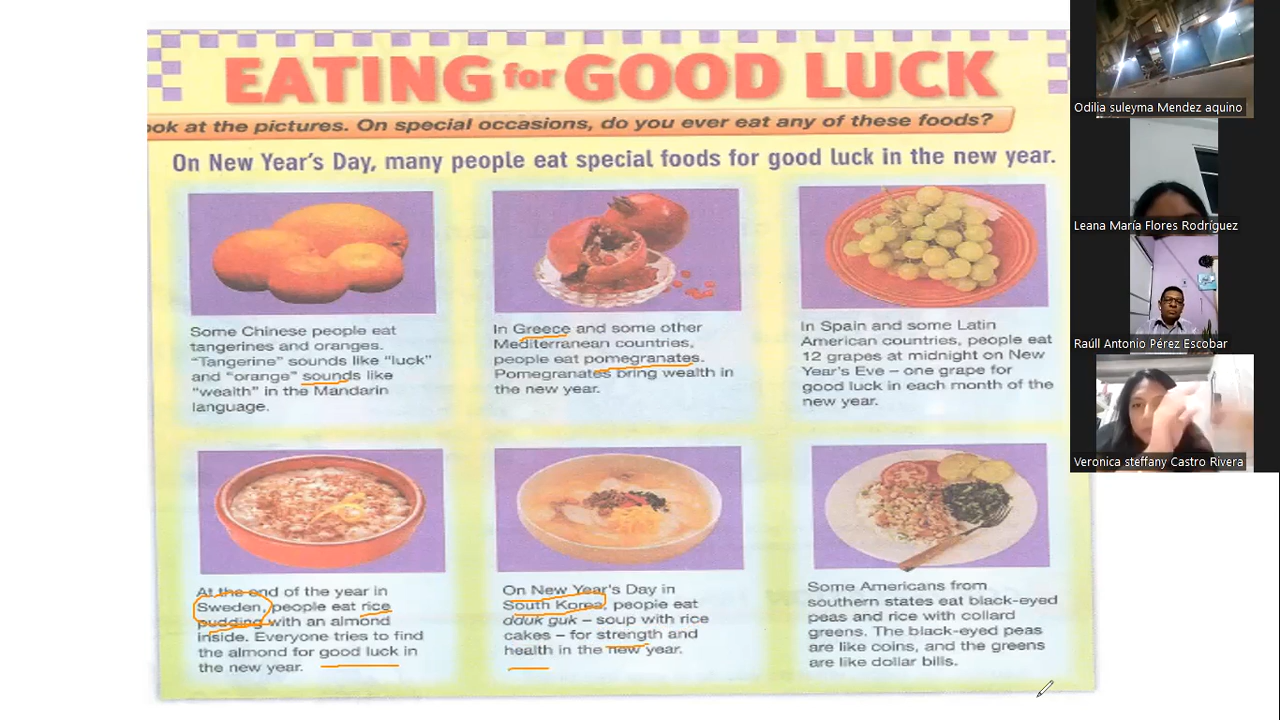 EATING for GOOD LUCK
ook at the pictures. On special occasions, do you ever eat any of these foods?
On New Year's Day, many people eat special foods for good luck in the new year.
Some Chinese people eat
tangerines and oranges.
"Tangerine" sounds like "luck"
and "orange" sounds like
"wealth" in the Mandarin
language.
In Greece and some other
Mediterranean countries,
people eat pomegranates.
Pomegranates bring wealth in
the new year.
In Spain and some Latin
American countries, people eat
12 grapes at midnight on New
Year's Eve – one grape for
good luck in each month of the
new year.
At the end of the year in
Sweden, people eat rice
pudding with an almond
inside. Everyone tries to find
the almond for good luck in
the new year.
On New Year's Day in
South Korea, people eat
dduk guk – soup with rice
cakes – for strength and
health in the new year.
Some Americans from
southern states eat black-eyed
peas and rice with collard
greens. The black-eyed peas
are like coins, and the greens
are like dollar bills.
Odilia suleyma Mendez aquino
Leana María Flores Rodríguez
Raúll Antonio Pérez Escobar
Veronica steffany Castro Rivera